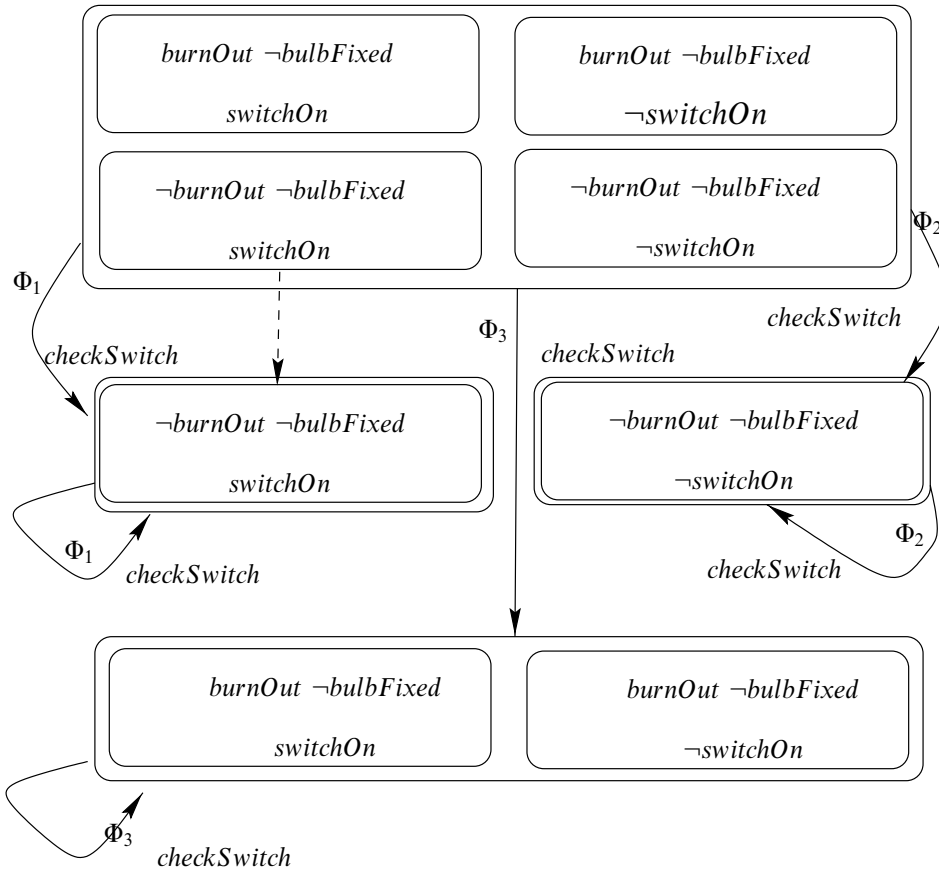 burnOut ¬bulbFixed
switchOn
burnOut ¬bulbFixed
¬switchOn
¬burnOut ¬bulbFixed
switchOn
¬burnOut ¬bulbFixed
¬switchOn
Φ2
Φ1
Φ3
checkSwitch
checkSwitch
checkSwitch
¬burnOut ¬bulbFixed
switchOn
¬burnOut ¬bulbFixed
¬switchOn
Φ1
checkSwitch
Φ2
checkSwitch
burnOut ¬bulbFixed
switchOn
burnOut ¬bulbFixed
¬switchOn
Φ3
checkSwitch